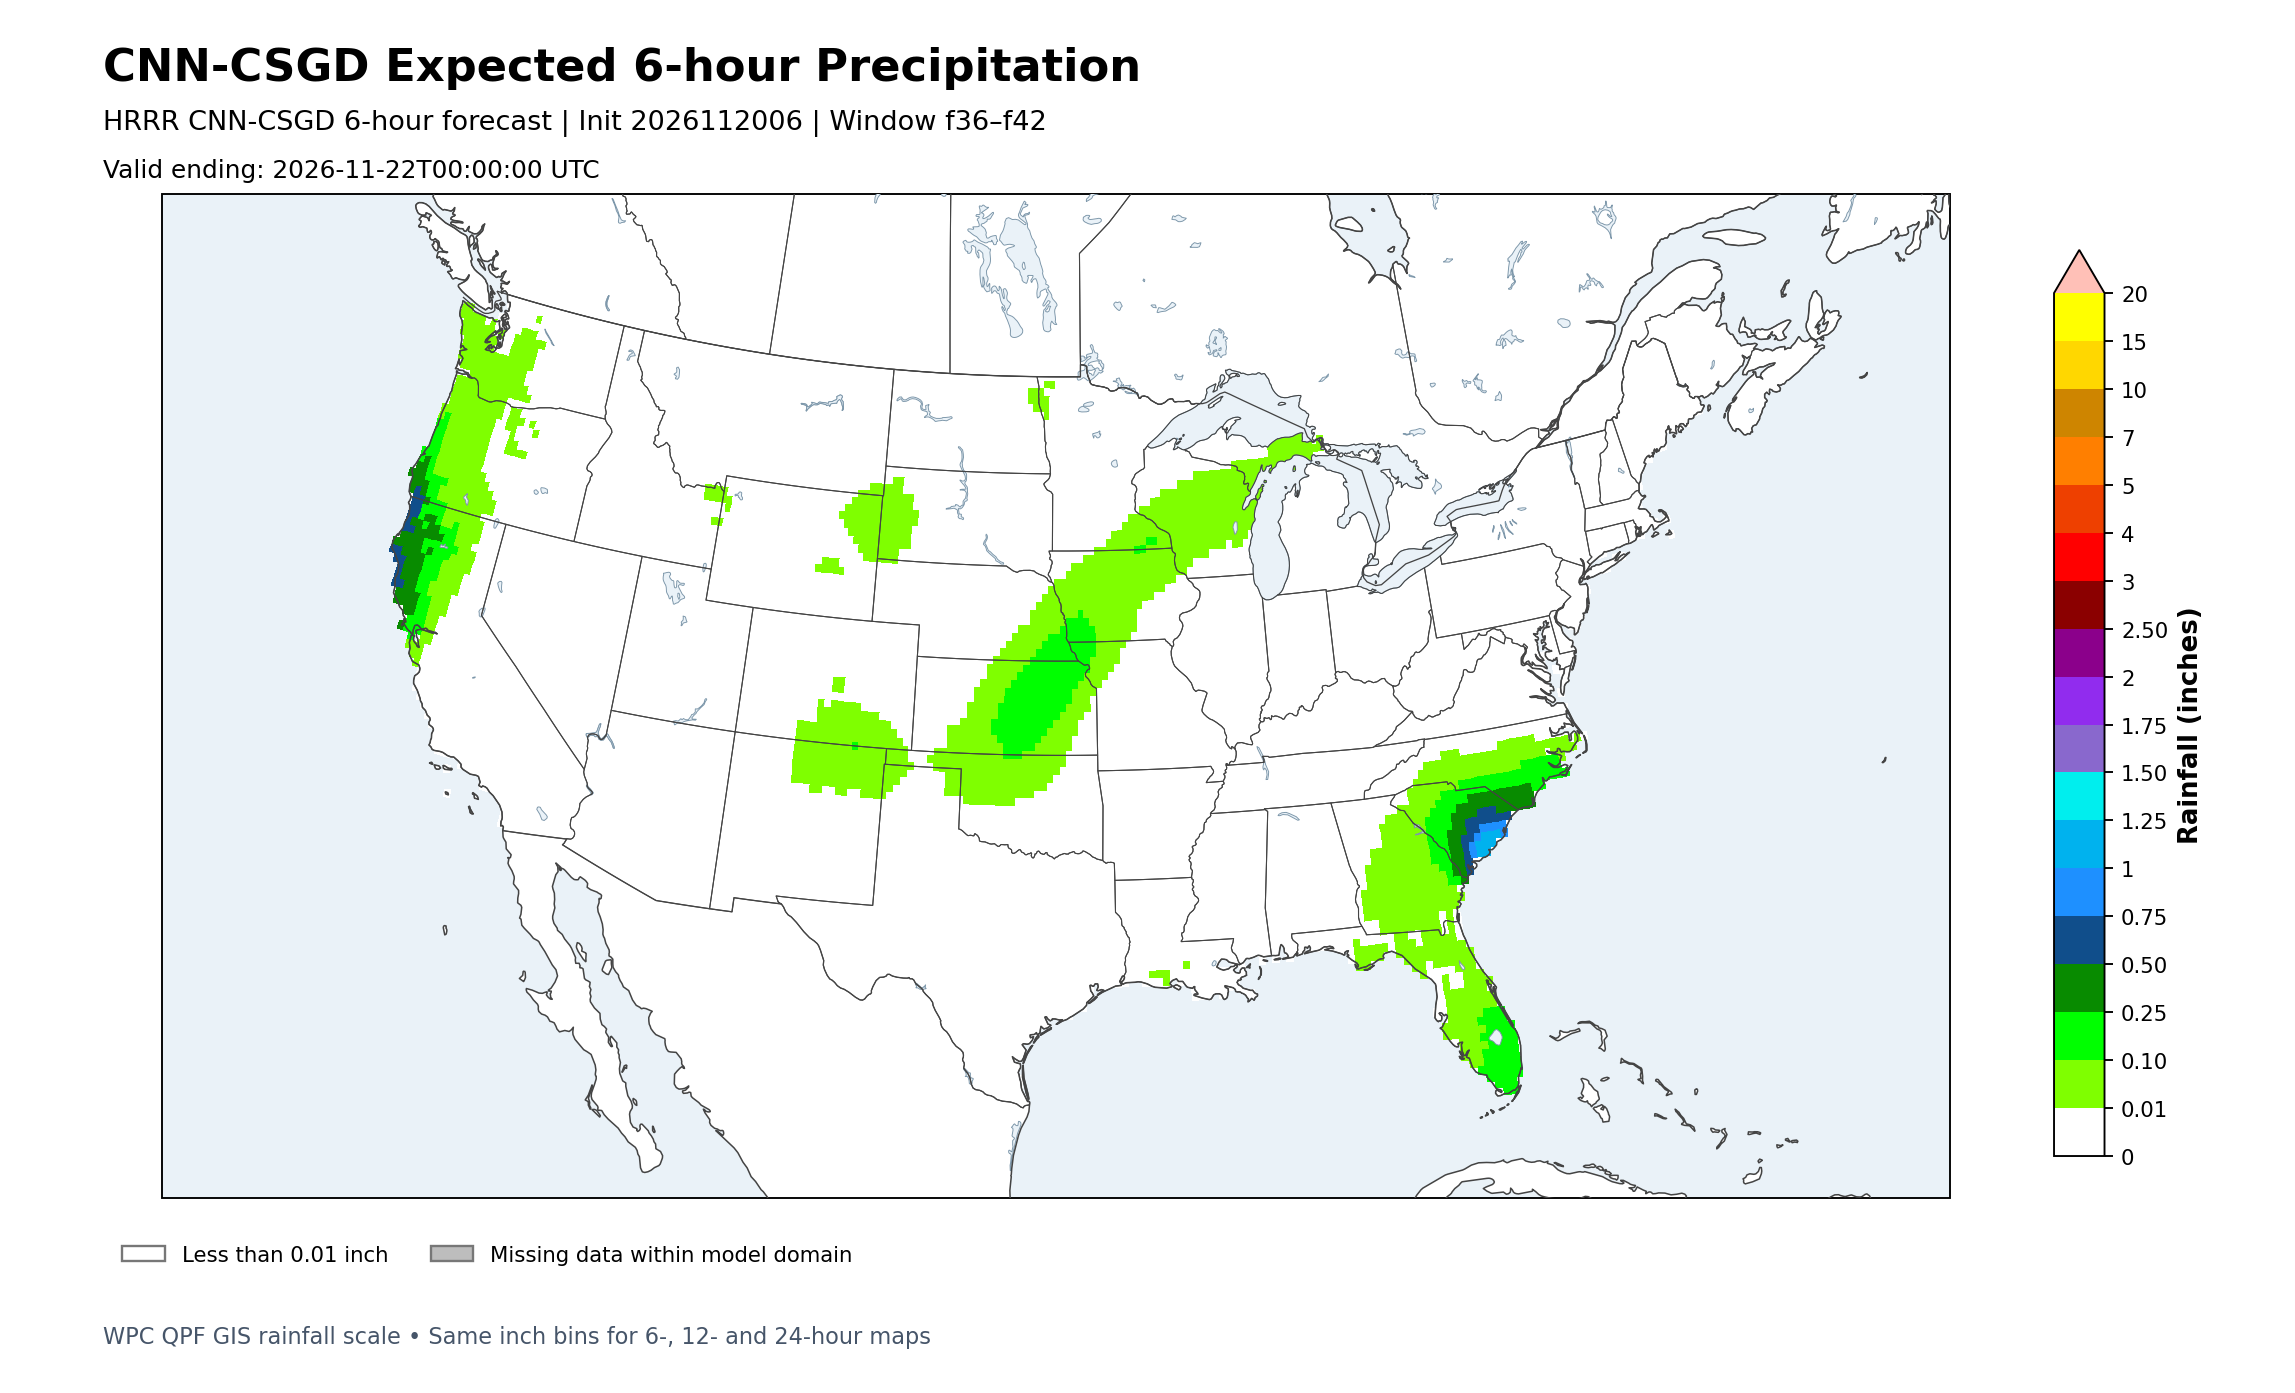 CNN-CSGD Expected 6-hour Precipitation
HRRR CNN-CSGD 6-hour forecast | Init 2026112006 | Window f36–f42
Valid ending: 2026-11-22T00:00:00 UTC
20
15
10
7
5
4
3
2.50
2
1.75
1.50
1.25
1
0.75
0.50
0.25
0.10
0.01
0
Rainfall (inches)
Less than 0.01 inch
Missing data within model domain
WPC QPF GIS rainfall scale • Same inch bins for 6-, 12- and 24-hour maps